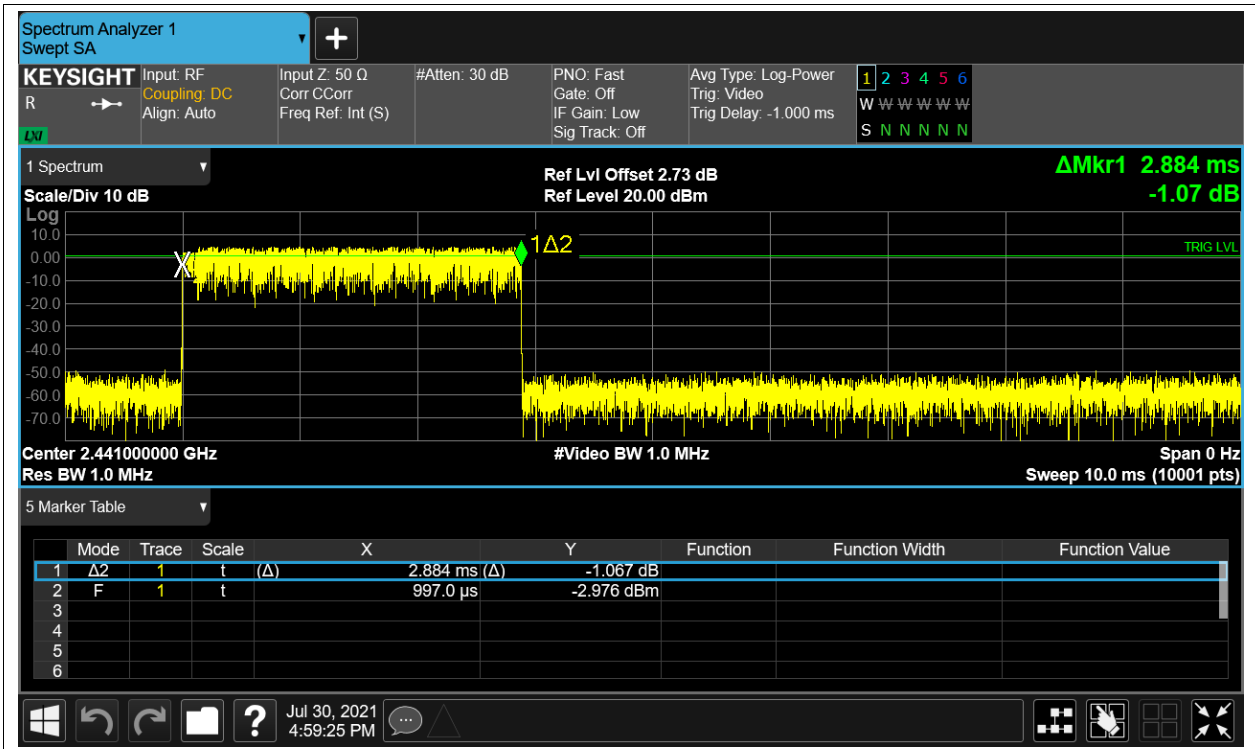 Spectrum Analyzer 1
Swept SA
+
KEYSIGHT
R
LXI
Input: RF
Coupling: DC
Align: Auto
Input Z: 50 Ω
Corr CCorr
Freq Ref: Int (S)
#Atten: 30 dB
PNO: Fast
Gate: Off
IF Gain: Low
Sig Track: Off
Avg Type: Log-Power
Trig: Video
Trig Delay: -1.000 ms
1 2 3 4 5 6
W W W W W W
S N N N N N
1 Spectrum
Scale/Div 10 dB
Ref Lvl Offset 2.73 dB
Ref Level 20.00 dBm
ΔMkr1 2.884 ms
-1.07 dB
Log
10.0
0.00
-10.0
-20.0
-30.0
-40.0
-50.0
-60.0
-70.0
1Δ2
TRIG LVL
Center 2.441000000 GHz
Res BW 1.0 MHz
#Video BW 1.0 MHz
Span 0 Hz
Sweep 10.0 ms (10001 pts)
5 Marker Table
Mode Trace Scale X Y Function Function Width Function Value
1 Δ2 1 t (Δ) 2.884 ms (Δ) -1.067 dB
2 F 1 t 997.0 µs -2.976 dBm
3
4
5
6
?
Jul 30, 2021
4:59:25 PM